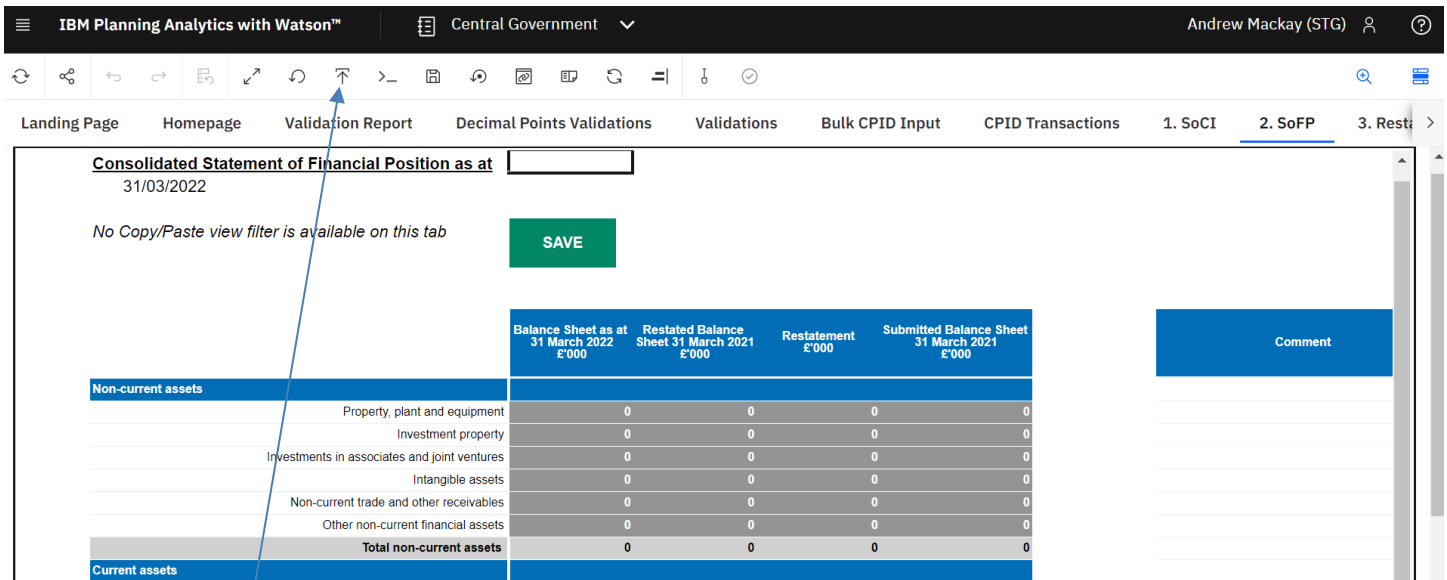 IBM Planning Analytics with Watson™ Central Government Andrew Mackay (STG)
Landing Page Homepage Validation Report Decimal Points Validations Validations Bulk CPID Input CPID Transactions 1. SoCI 2. SoFP 3. Resta
Consolidated Statement of Financial Position as at
31/03/2022
No Copy/Paste view filter is available on this tab
SAVE
Balance Sheet as at 31 March 2022 £'000
Restated Balance Sheet 31 March 2021 £'000
Restatement £'000
Submitted Balance Sheet 31 March 2021 £'000
Comment
Non-current assets
Property, plant and equipment 0 0 0 0
Investment property 0 0 0 0
Investments in associates and joint ventures 0 0 0 0
Intangible assets 0 0 0 0
Non-current trade and other receivables 0 0 0 0
Other non-current financial assets 0 0 0 0
Total non-current assets 0 0 0 0
Current assets